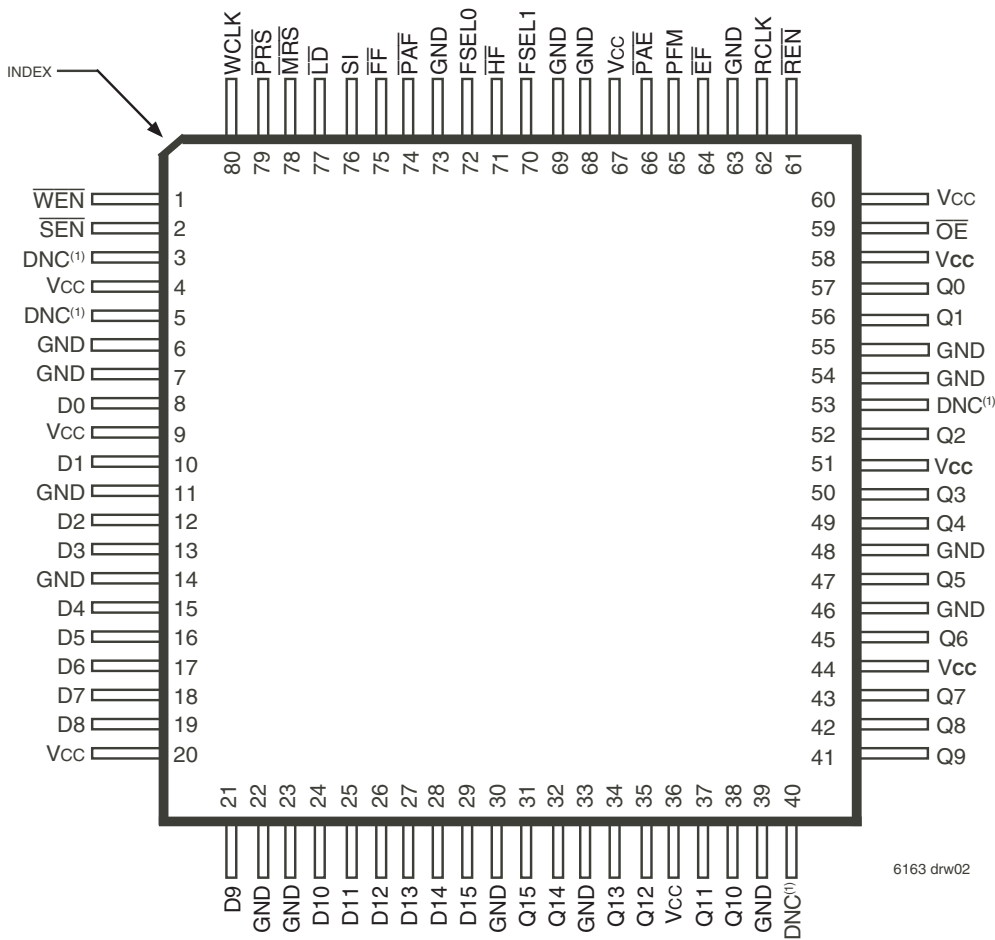 INDEX
WCLK
PRS
MRS
LD
SI
FF
PAF
GND
FSEL0
HF
FSEL1
GND
GND
VCC
PAE
PFM
EF
GND
RCLK
REN
80 79 78 77 76 75 74 73 72 71 70 69 68 67 66 65 64 63 62 61
WEN 1
SEN 2
DNC(1) 3
VCC 4
DNC(1) 5
GND 6
GND 7
D0 8
VCC 9
D1 10
GND 11
D2 12
D3 13
GND 14
D4 15
D5 16
D6 17
D7 18
D8 19
VCC 20
60 VCC
59 OE
58 Vcc
57 Q0
56 Q1
55 GND
54 GND
53 DNC(1)
52 Q2
51 Vcc
50 Q3
49 Q4
48 GND
47 Q5
46 GND
45 Q6
44 Vcc
43 Q7
42 Q8
41 Q9
21 22 23 24 25 26 27 28 29 30 31 32 33 34 35 36 37 38 39 40
D9
GND
GND
D10
D11
D12
D13
D14
D15
GND
Q15
Q14
GND
Q13
Q12
VCC
Q11
Q10
GND
DNC(1)
6163 drw02